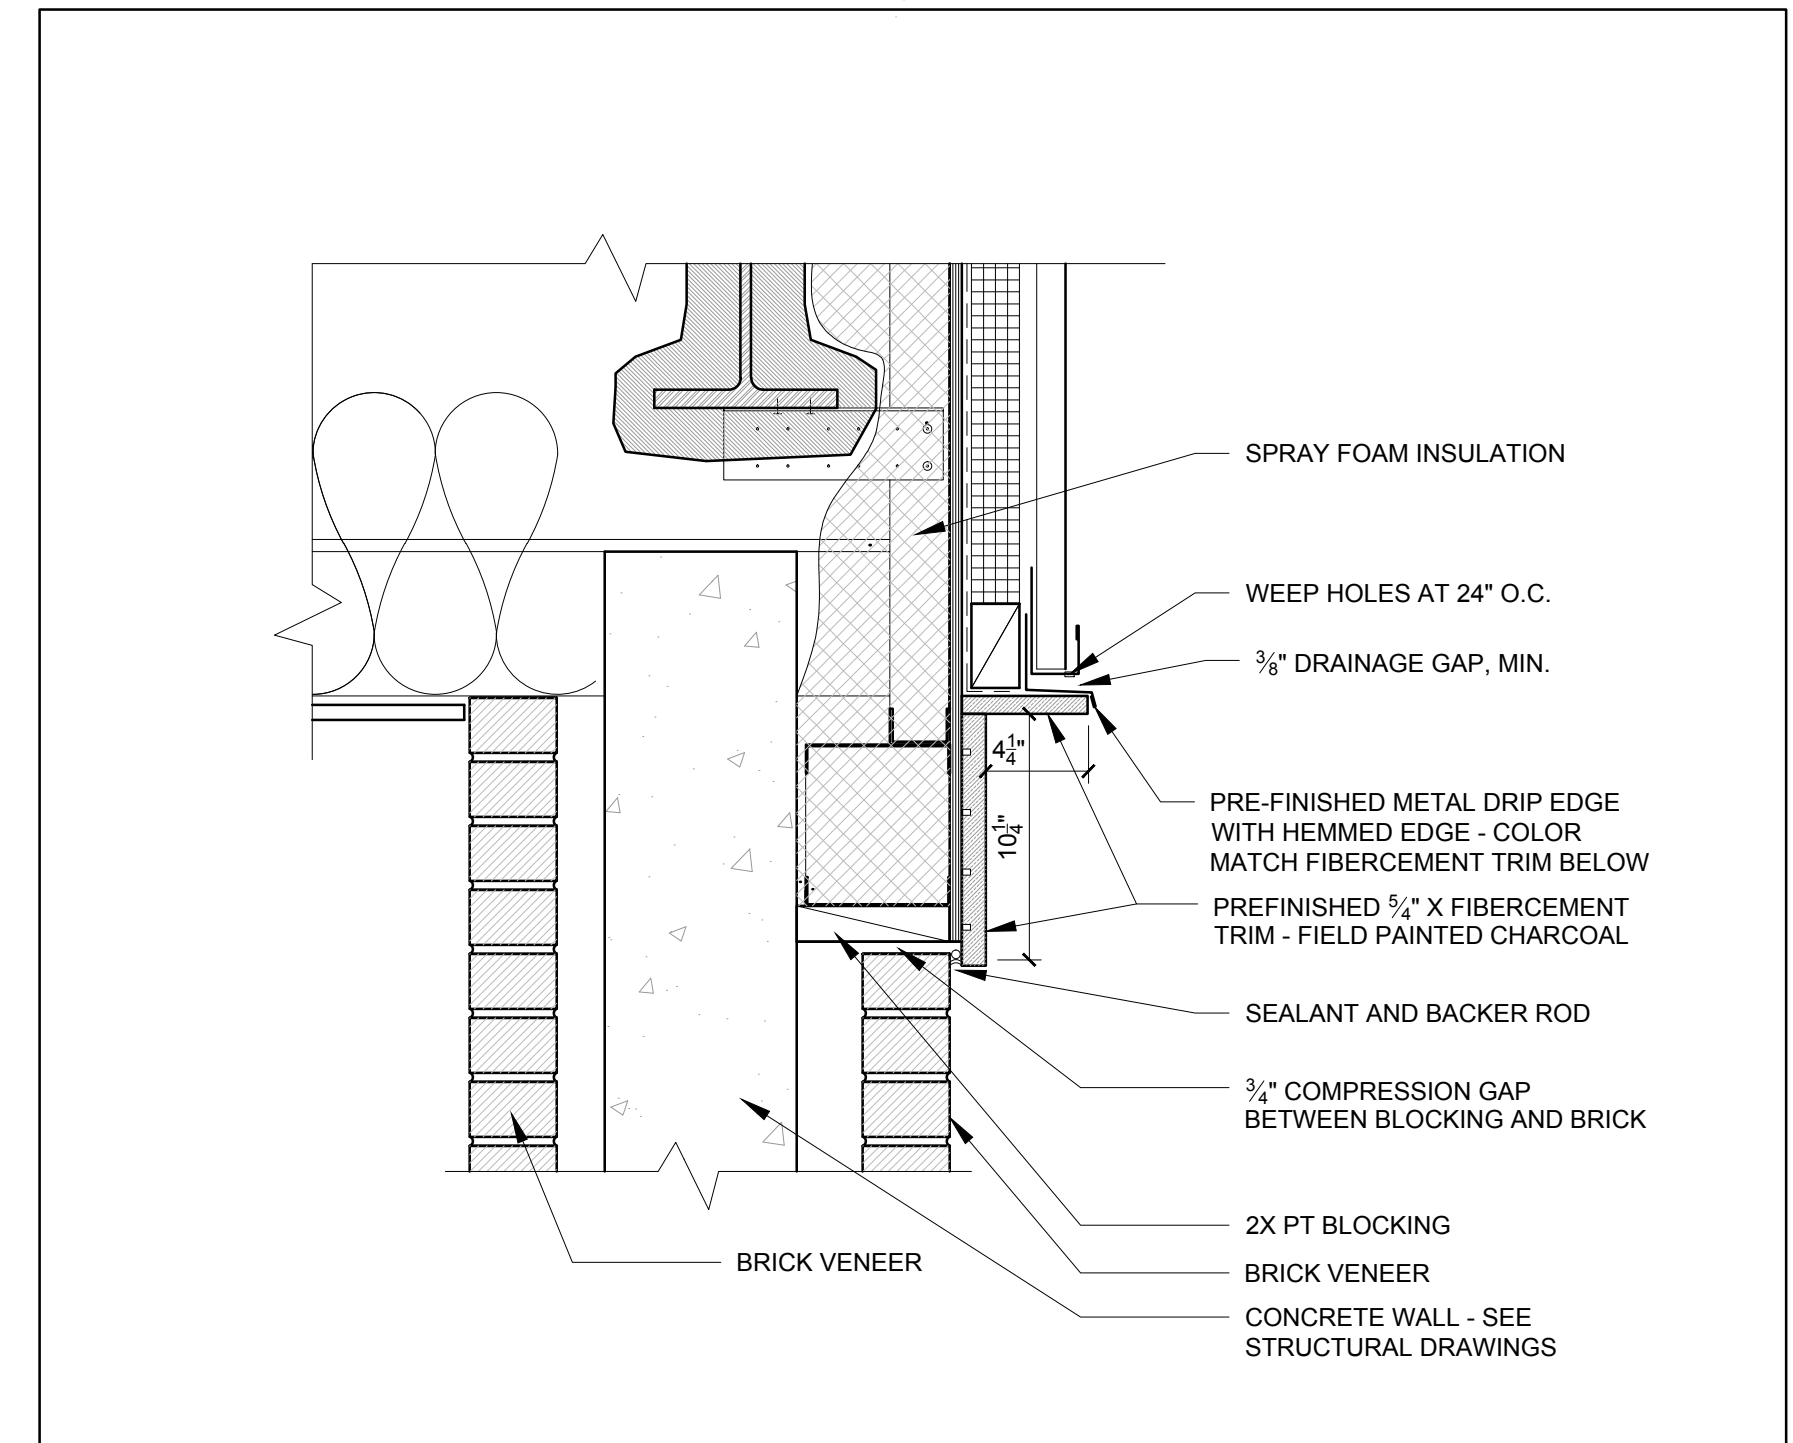 SPRAY FOAM INSULATION
WEEP HOLES AT 24" O.C.
3⁄8" DRAINAGE GAP, MIN.
4 1⁄4"
10 1⁄4"
PRE-FINISHED METAL DRIP EDGE
WITH HEMMED EDGE - COLOR
MATCH FIBERCEMENT TRIM BELOW
PREFINISHED 5⁄4" X FIBERCEMENT
TRIM - FIELD PAINTED CHARCOAL
SEALANT AND BACKER ROD
3⁄4" COMPRESSION GAP
BETWEEN BLOCKING AND BRICK
2X PT BLOCKING
BRICK VENEER
BRICK VENEER
CONCRETE WALL - SEE
STRUCTURAL DRAWINGS